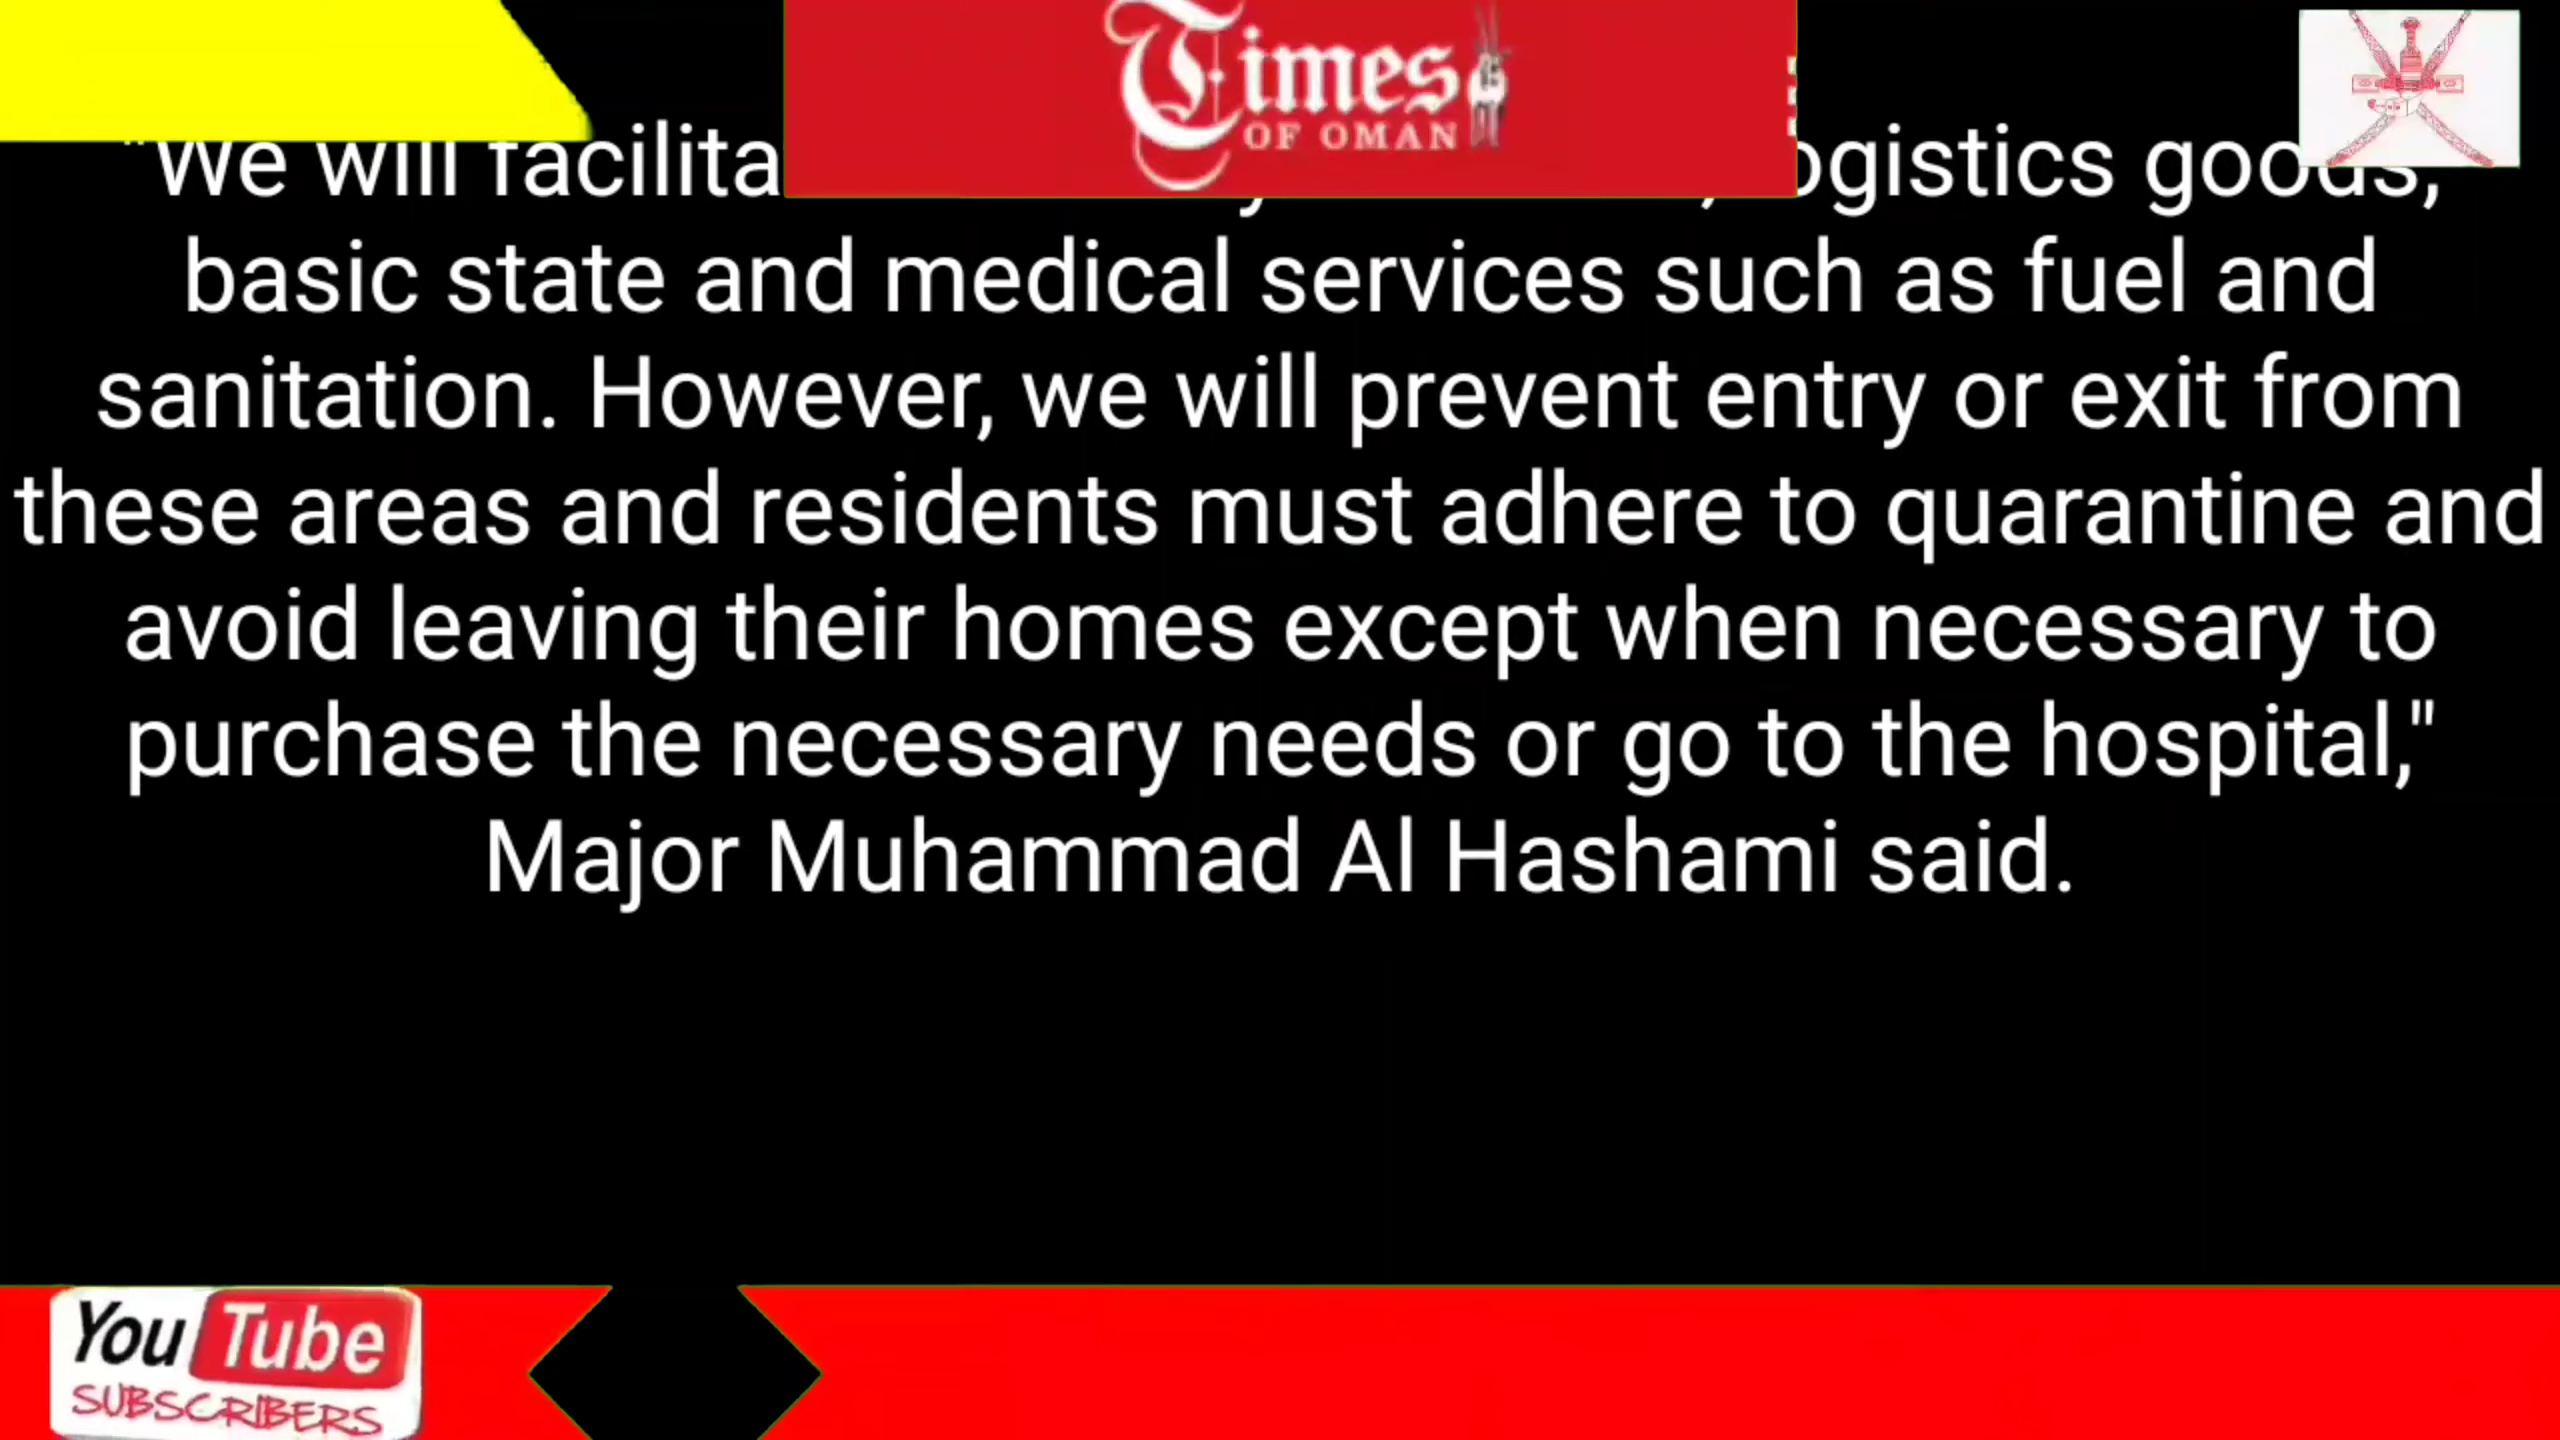 Times
OF OMAN
"We will facilita ogistics goods,
basic state and medical services such as fuel and
sanitation. However, we will prevent entry or exit from
these areas and residents must adhere to quarantine and
avoid leaving their homes except when necessary to
purchase the necessary needs or go to the hospital,"
Major Muhammad Al Hashami said.
YouTube
SUBSCRIBERS